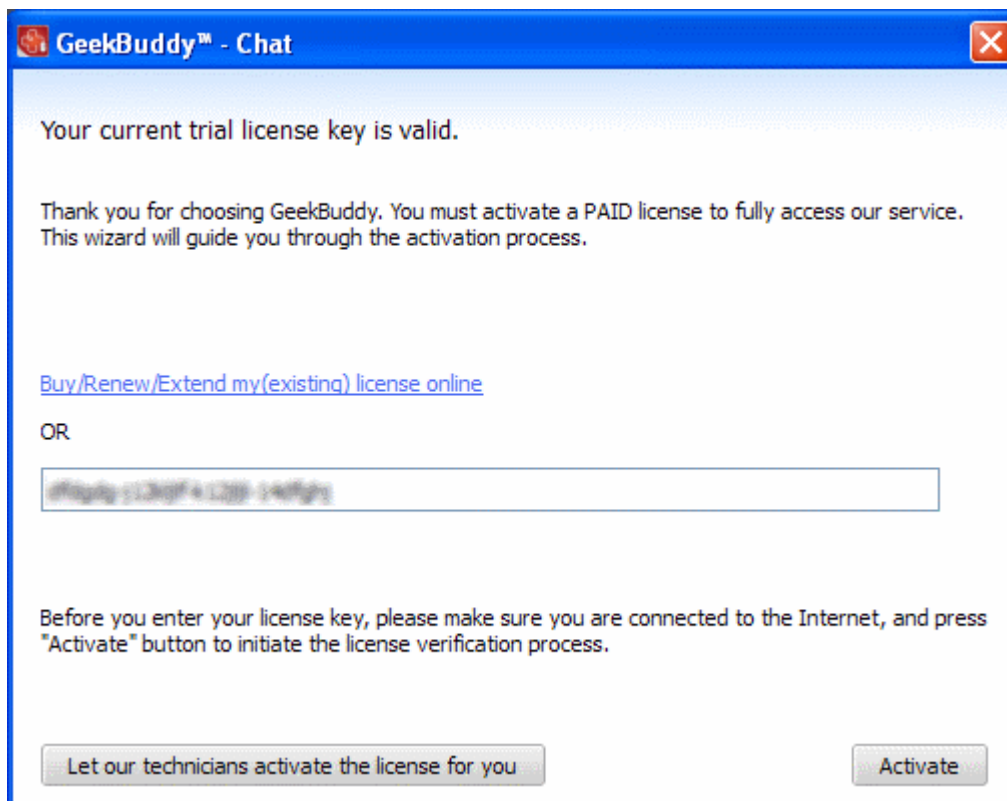 GeekBuddy™ - Chat
Your current trial license key is valid.
Thank you for choosing GeekBuddy. You must activate a PAID license to fully access our service.
This wizard will guide you through the activation process.
Buy/Renew/Extend my(existing) license online
OR
Before you enter your license key, please make sure you are connected to the Internet, and press
"Activate" button to initiate the license verification process.
Let our technicians activate the license for you
Activate